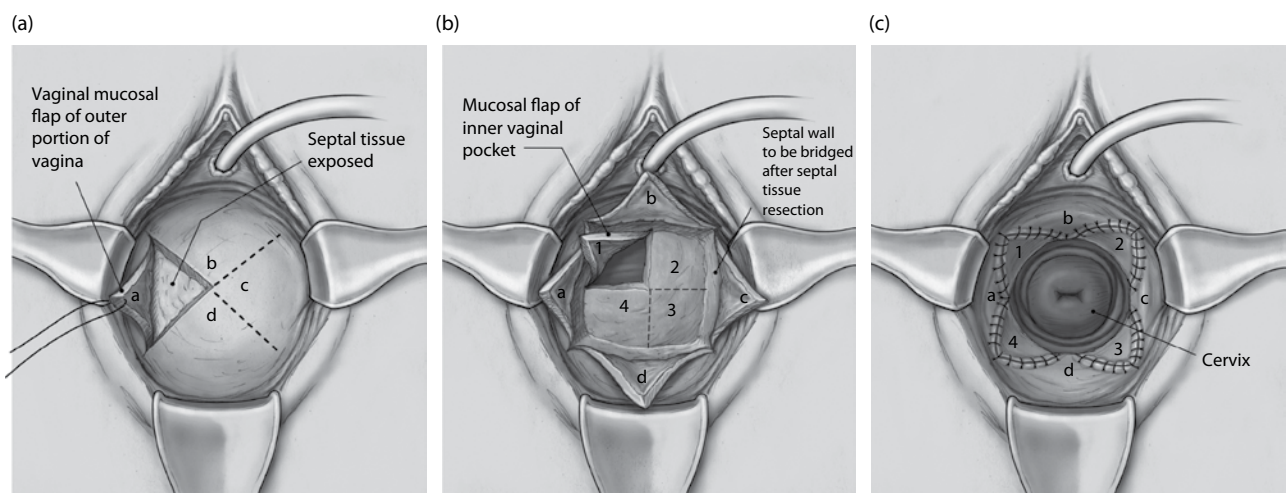 (a)
Vaginal mucosal
flap of outer
portion of
vagina
Septal tissue
exposed
a
b
c
d
(b)
Mucosal flap of
inner vaginal
pocket
Septal wall
to be bridged
after septal
tissue
resection
b
1
2
a
c
4
3
d
(c)
b
1
2
a
c
4
3
d
Cervix